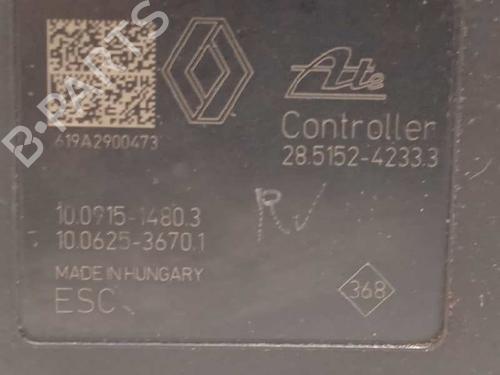 B-PARTS
Ate
619A2900473
Controller
28.5152-4233.3
10.0915-1480.3
10.0625-3670.1
MADE IN HUNGARY
ESC
368